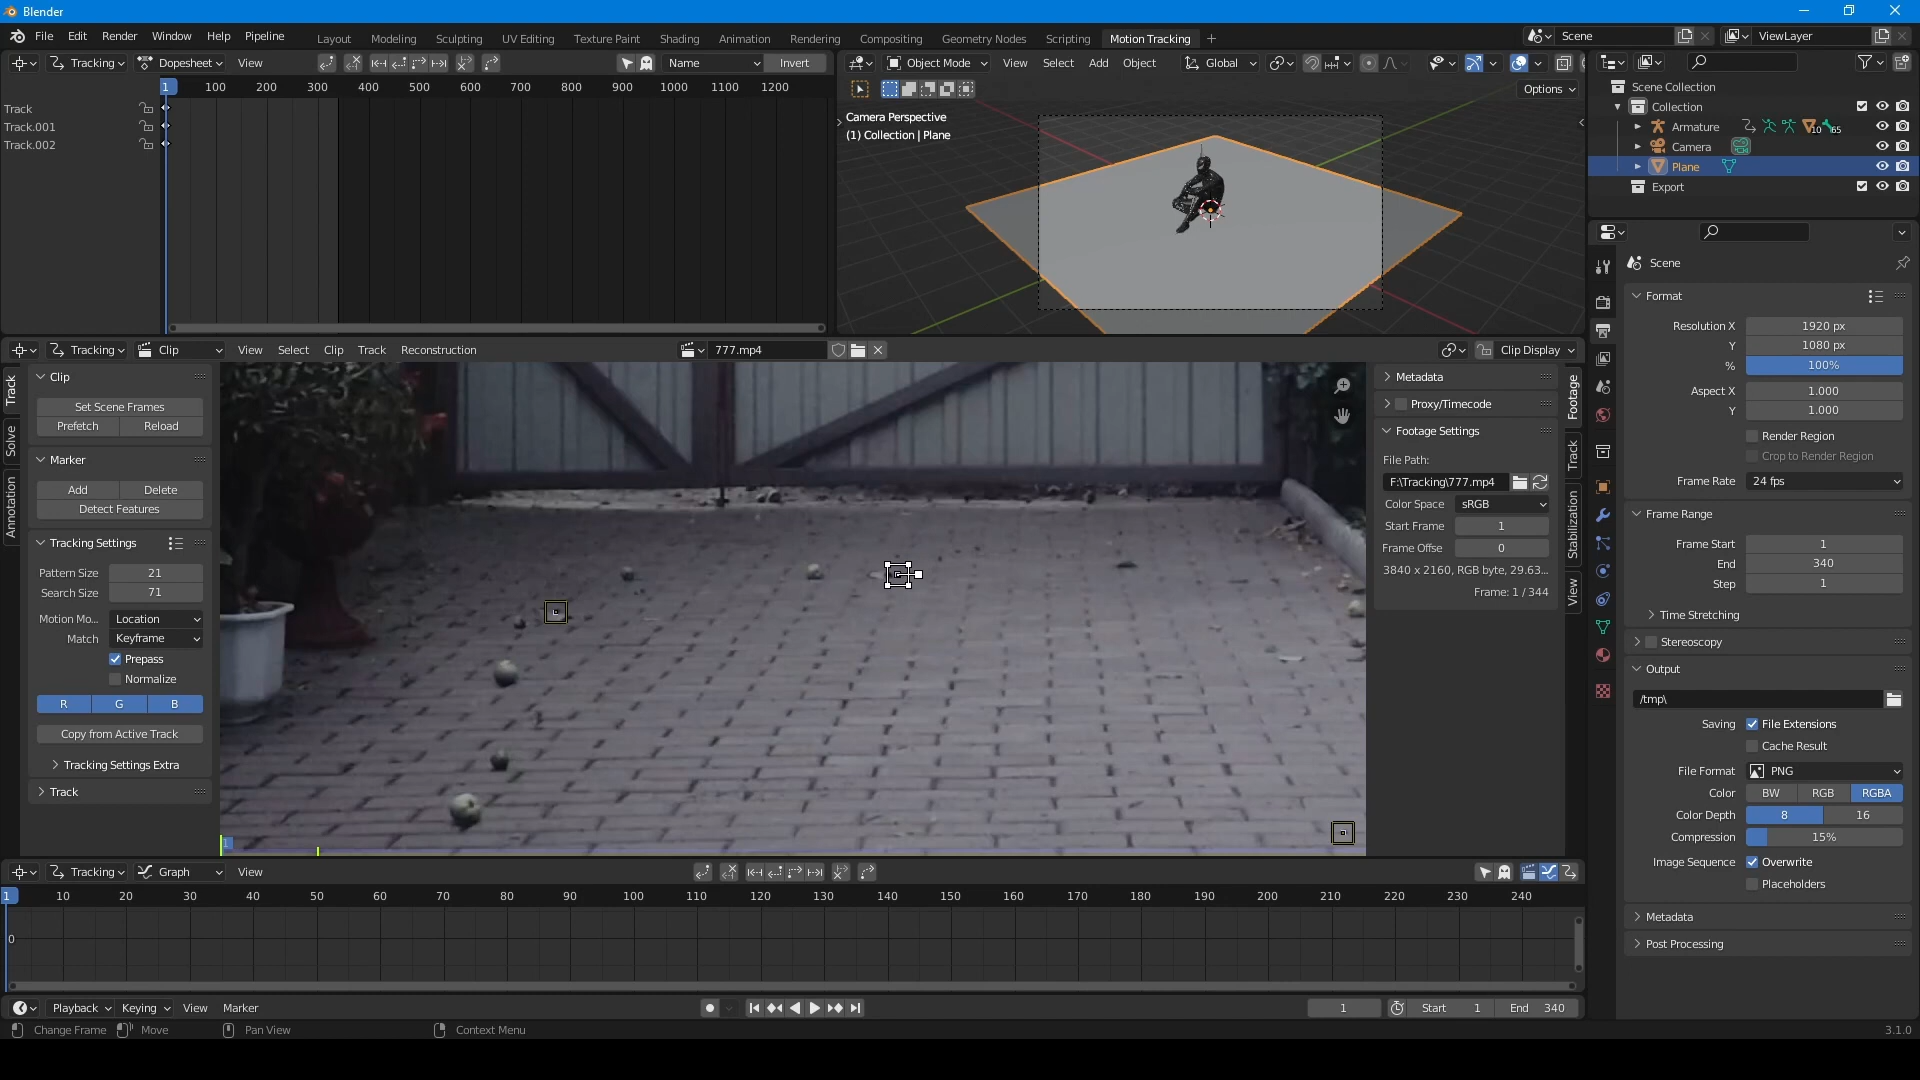 Blender
File Edit Render Window Help Pipeline
Layout Modeling Sculpting UV Editing Texture Paint Shading Animation Rendering Compositing Geometry Nodes Scripting Motion Tracking
Scene
ViewLayer
Tracking Dopesheet View
Name Invert
Object Mode View Select Add Object Global
1 100 200 300 400 500 600 700 800 900 1000 1100 1200
Track
Track.001
Track.002
Options
Camera Perspective
(1) Collection | Plane
Scene Collection
Collection
Armature 10 65
Camera
Plane
Export
Tracking Clip View Select Clip Track Reconstruction
777.mp4
Clip Display
Track
Solve
Annotation
Clip
Set Scene Frames
Prefetch Reload
Marker
Add Delete
Detect Features
Tracking Settings
Pattern Size 21
Search Size 71
Motion Mo... Location
Match Keyframe
Prepass
Normalize
R G B
Copy from Active Track
Tracking Settings Extra
Track
1
Metadata
Proxy/Timecode
Footage Settings
File Path:
F:\Tracking\777.mp4
Color Space sRGB
Start Frame 1
Frame Offse 0
3840 x 2160, RGB byte, 29.63...
Frame: 1 / 344
Footage
Track
Stabilization
View
Scene
Format
Resolution X 1920 px
Y 1080 px
% 100%
Aspect X 1.000
Y 1.000
Render Region
Crop to Render Region
Frame Rate 24 fps
Frame Range
Frame Start 1
End 340
Step 1
Time Stretching
Stereoscopy
Output
/tmp\
Saving File Extensions
Cache Result
File Format PNG
Color BW RGB RGBA
Color Depth 8 16
Compression 15%
Image Sequence Overwrite
Placeholders
Metadata
Post Processing
Tracking Graph View
1 10 20 30 40 50 60 70 80 90 100 110 120 130 140 150 160 170 180 190 200 210 220 230 240
0
Playback Keying View Marker
1 Start 1 End 340
Change Frame Move Pan View Context Menu
3.1.0